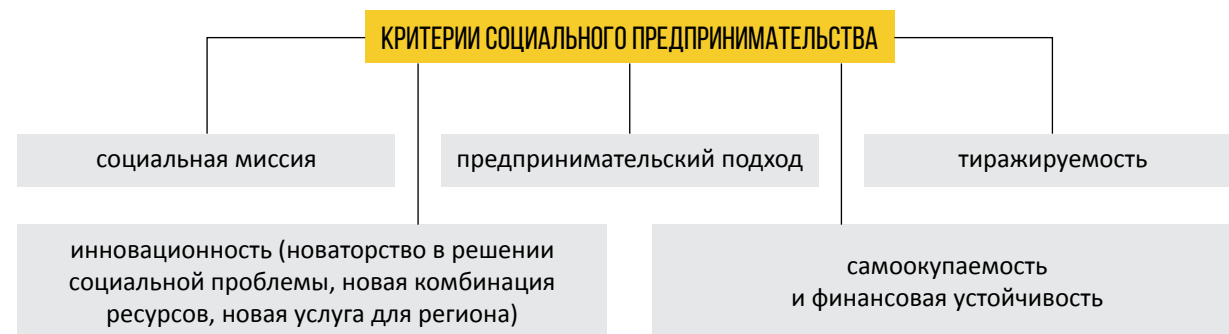 КРИТЕРИИ СОЦИАЛЬНОГО ПРЕДПРИНИМАТЕЛЬСТВА
социальная миссия
предпринимательский подход
тиражируемость
инновационность (новаторство в решении
социальной проблемы, новая комбинация
ресурсов, новая услуга для региона)
самоокупаемость
и финансовая устойчивость